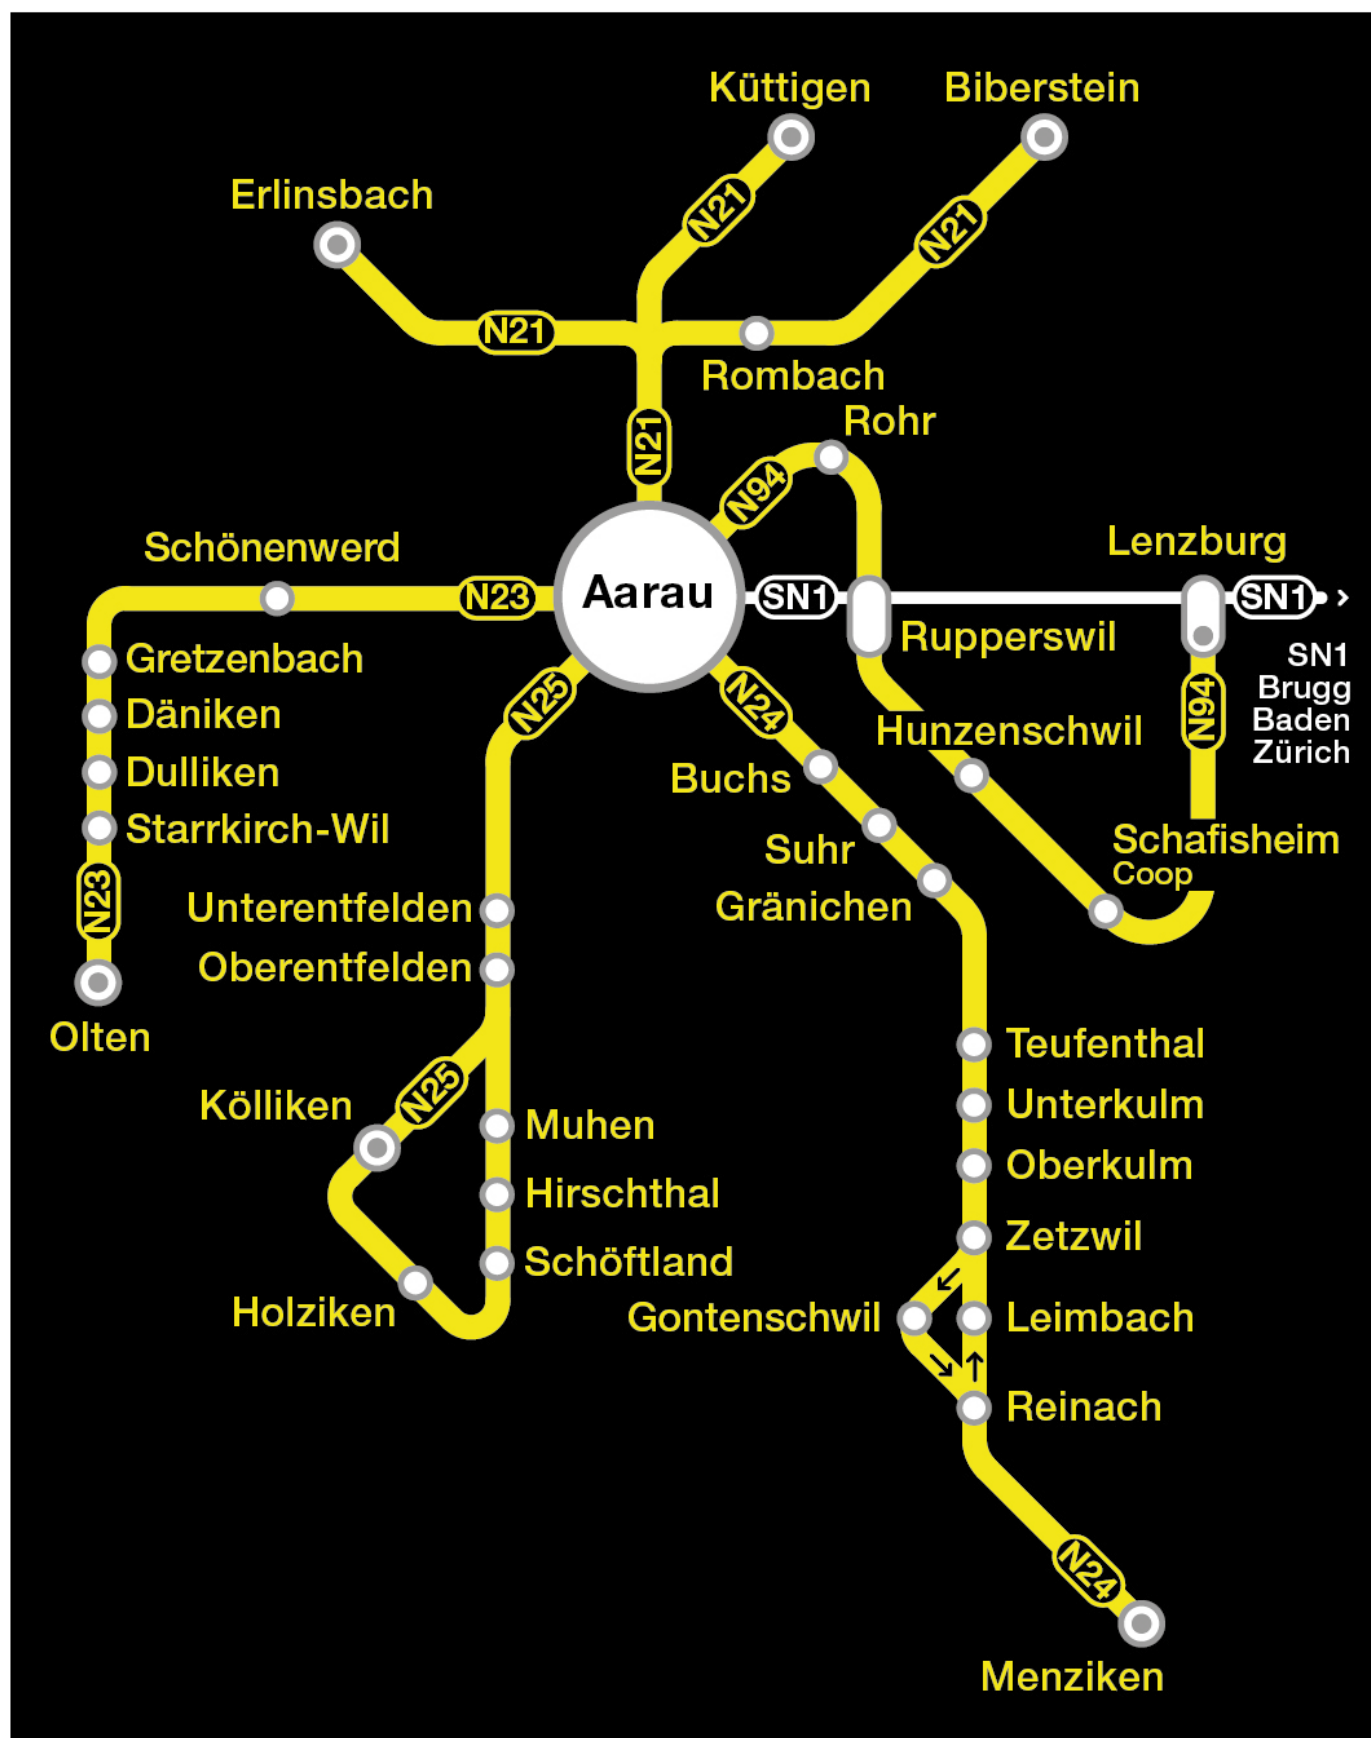 Küttigen
Biberstein
Erlinsbach
N21
N21
N21
Rombach
Rohr
N21
N94
Schönenwerd
Lenzburg
N23
Aarau
SN1
SN1
Rupperswil
SN1
Brugg
Baden
Zürich
Gretzenbach
N25
N24
N94
Däniken
Hunzenschwil
Dulliken
Buchs
Starrkirch-Wil
Suhr
Schafisheim
Coop
N23
Unterentfelden
Gränichen
Oberentfelden
Olten
Teufenthal
Kölliken
N25
Unterkulm
Muhen
Oberkulm
Hirschthal
Zetzwil
←
Schöftland
Holziken
Gontenschwil
Leimbach
→
↑
Reinach
N24
Menziken